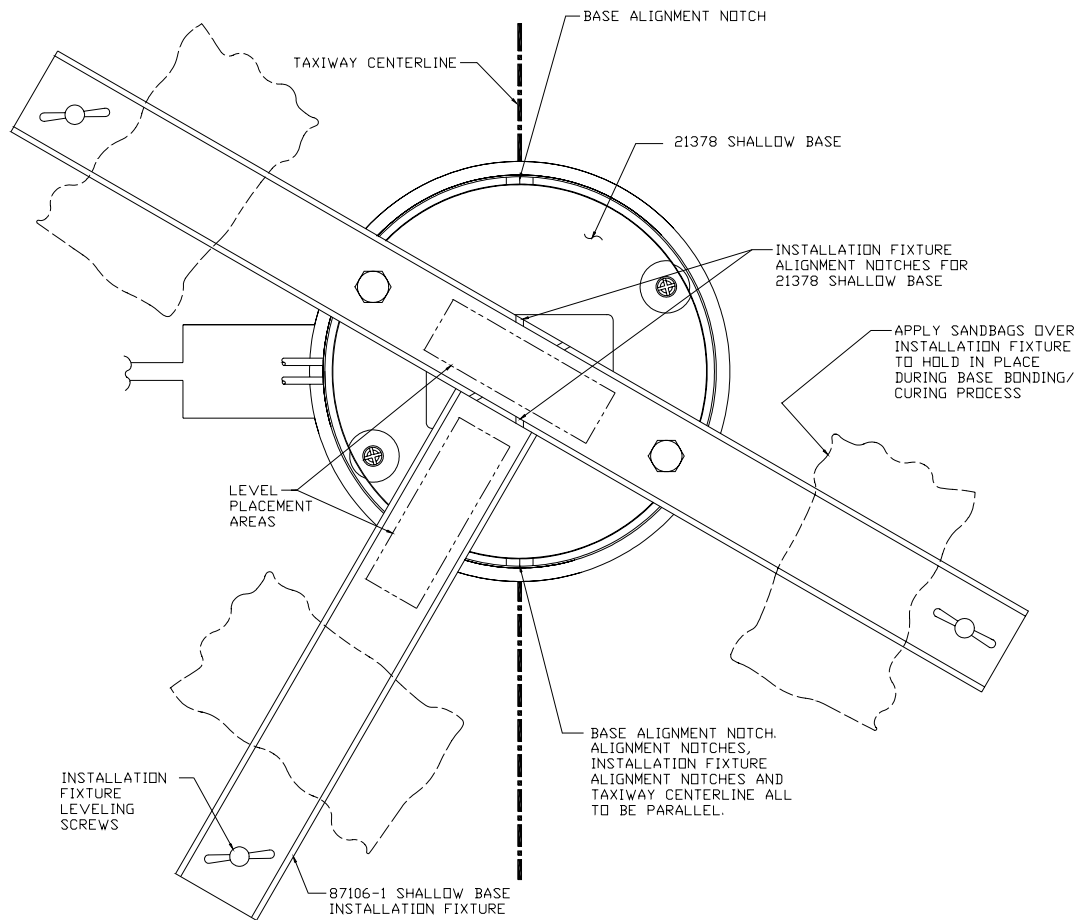 BASE ALIGNMENT NOTCH
TAXIWAY CENTERLINE
21378 SHALLOW BASE
INSTALLATION FIXTURE
ALIGNMENT NOTCHES FOR
21378 SHALLOW BASE
APPLY SANDBAGS OVER
INSTALLATION FIXTURE
TO HOLD IN PLACE
DURING BASE BONDING/
CURING PROCESS
LEVEL
PLACEMENT
AREAS
BASE ALIGNMENT NOTCH.
ALIGNMENT NOTCHES,
INSTALLATION FIXTURE
ALIGNMENT NOTCHES AND
TAXIWAY CENTERLINE ALL
TO BE PARALLEL.
INSTALLATION
FIXTURE
LEVELING
SCREWS
87106-1 SHALLOW BASE
INSTALLATION FIXTURE